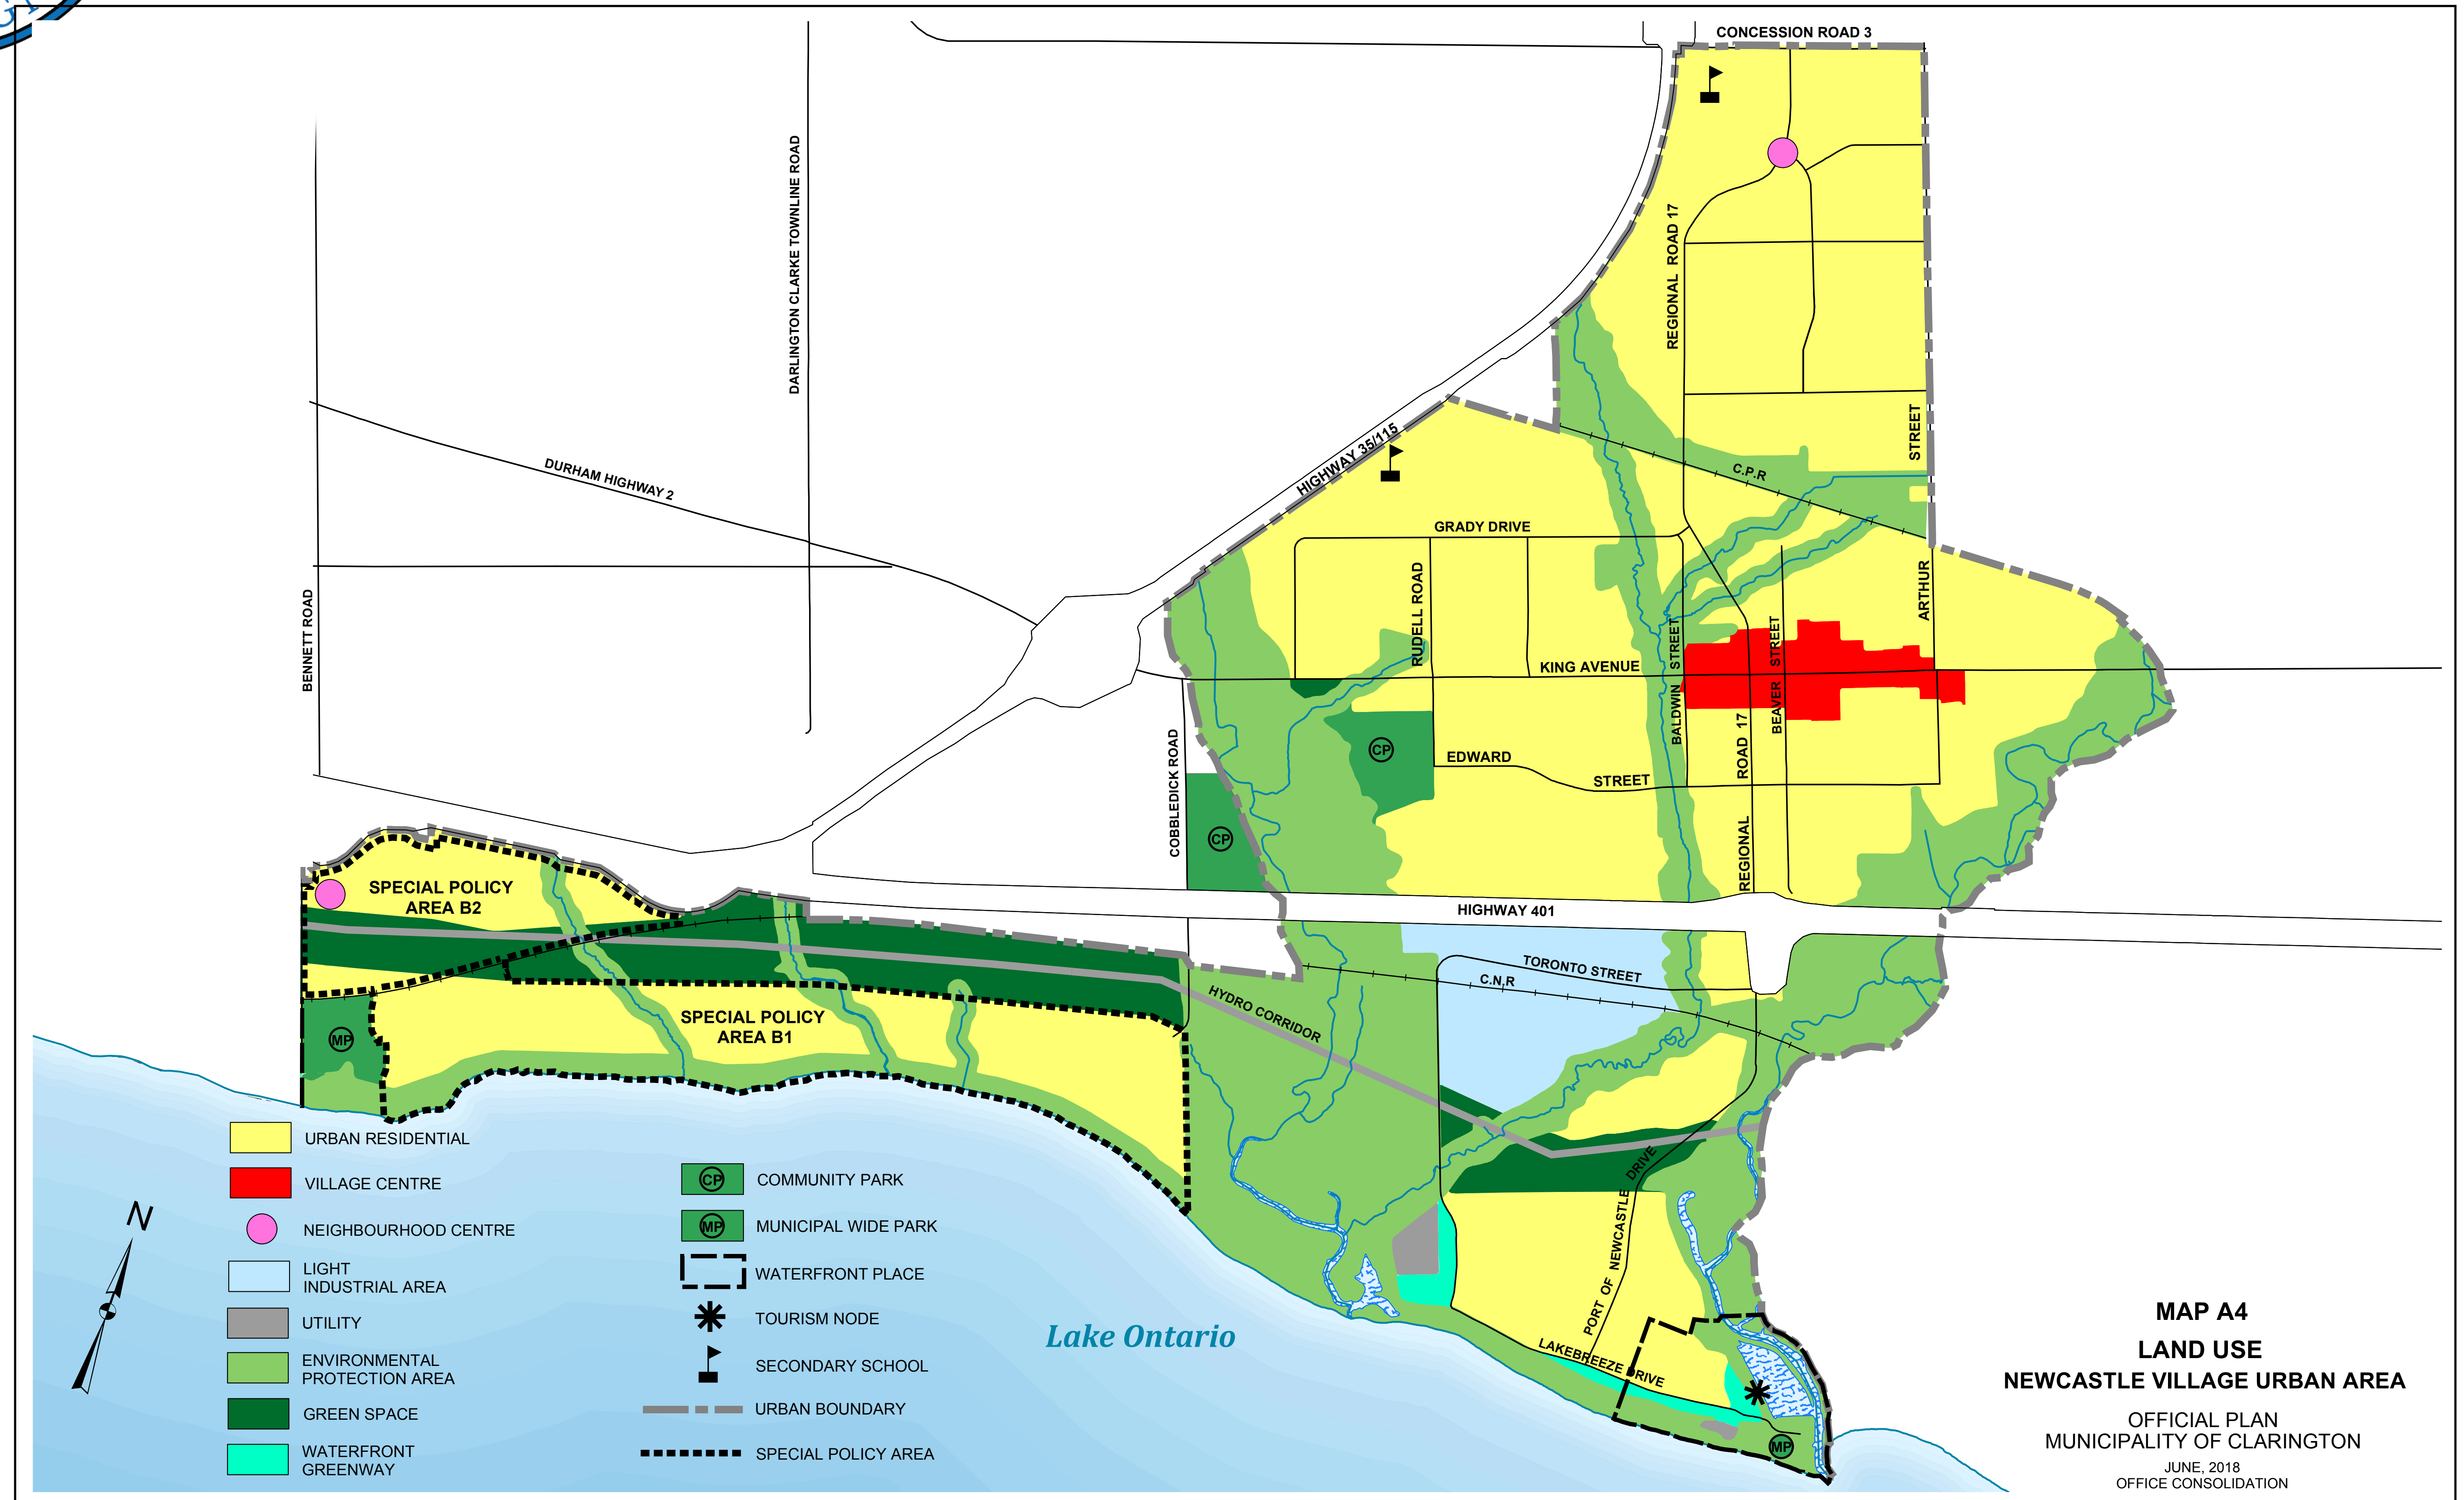 CONCESSION ROAD 3
DARLINGTON CLARKE TOWNLINE ROAD
REGIONAL ROAD 17
DURHAM HIGHWAY 2
HIGHWAY 35/115
C.P.R
STREET
ARTHUR
GRADY DRIVE
RUDELL ROAD
BENNETT ROAD
KING AVENUE
BALDWIN STREET
BEAVER STREET
REGIONAL ROAD 17
COBBLEDICK ROAD
CP
EDWARD
STREET
CP
SPECIAL POLICY
AREA B2
HIGHWAY 401
TORONTO STREET
C.N.R
HYDRO CORRIDOR
SPECIAL POLICY
AREA B1
MP
PORT OF NEWCASTLE DRIVE
LAKEBREEZE DRIVE
MP
Lake Ontario
N
URBAN RESIDENTIAL
VILLAGE CENTRE
NEIGHBOURHOOD CENTRE
LIGHT
INDUSTRIAL AREA
UTILITY
ENVIRONMENTAL
PROTECTION AREA
GREEN SPACE
WATERFRONT
GREENWAY
CP COMMUNITY PARK
MP MUNICIPAL WIDE PARK
WATERFRONT PLACE
TOURISM NODE
SECONDARY SCHOOL
URBAN BOUNDARY
SPECIAL POLICY AREA
MAP A4
LAND USE
NEWCASTLE VILLAGE URBAN AREA
OFFICIAL PLAN
MUNICIPALITY OF CLARINGTON
JUNE, 2018
OFFICE CONSOLIDATION